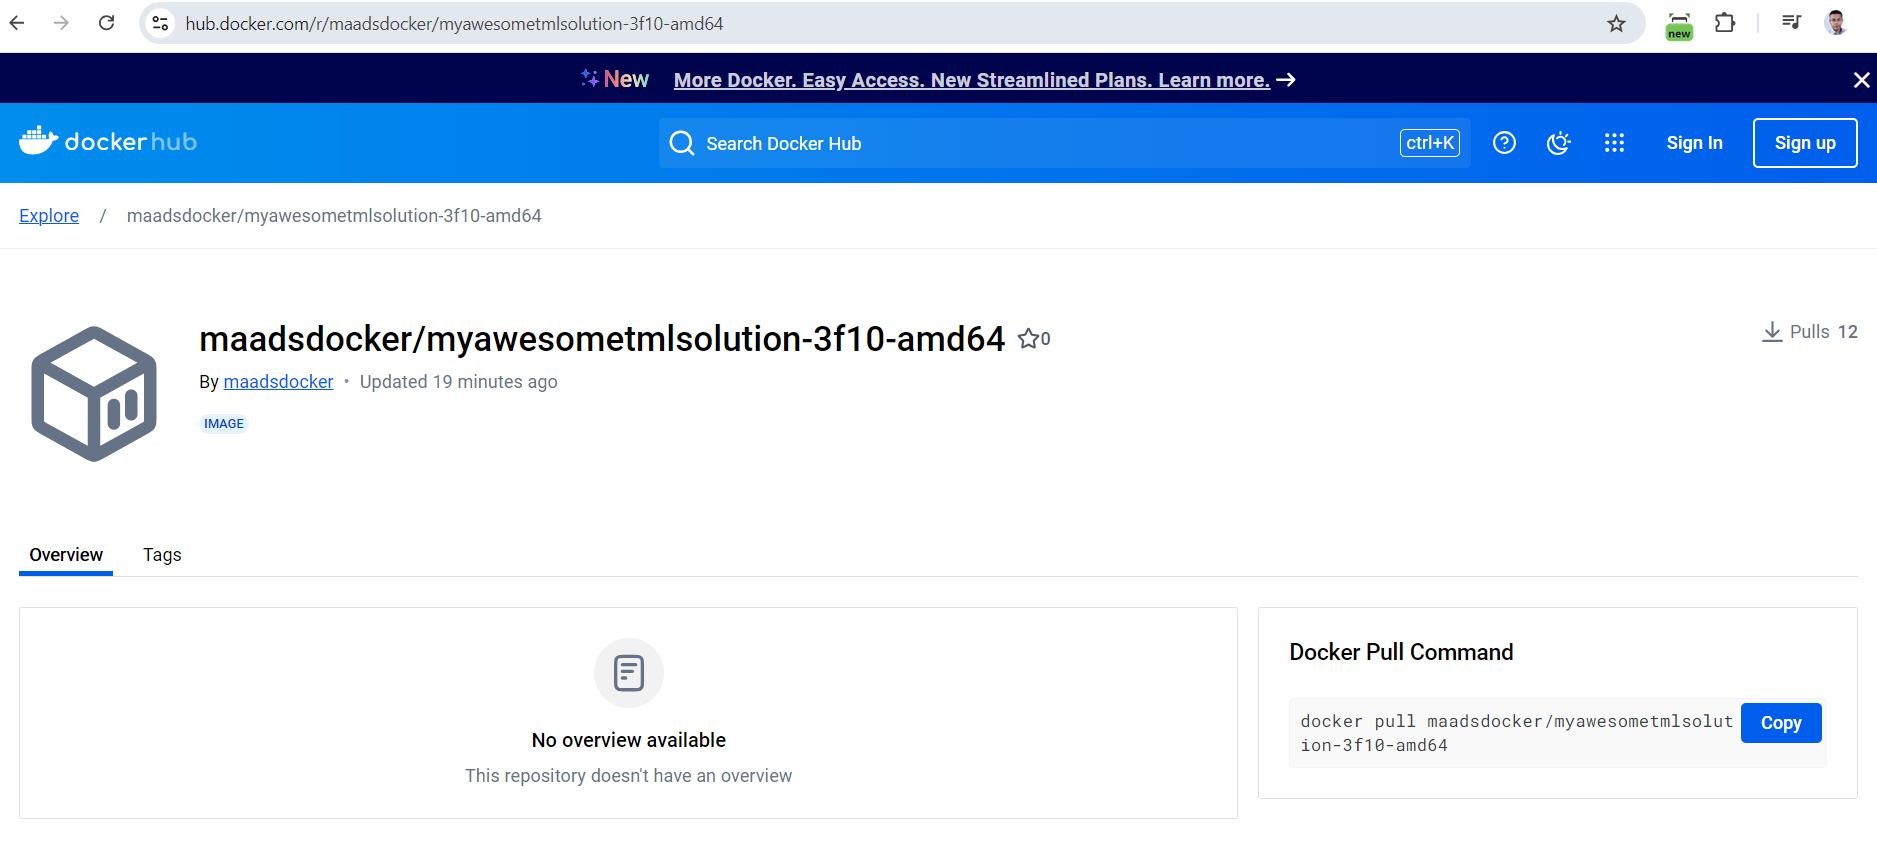 hub.docker.com/r/maadsdocker/myawesometmlsolution-3f10-amd64
new
New More Docker. Easy Access. New Streamlined Plans. Learn more.
dockerhub Search Docker Hub ctrl+K Sign In Sign up
Explore / maadsdocker/myawesometmlsolution-3f10-amd64
maadsdocker/myawesometmlsolution-3f10-amd64 0 Pulls 12
By maadsdocker • Updated 19 minutes ago
IMAGE
Overview Tags
No overview available
This repository doesn't have an overview
Docker Pull Command
docker pull maadsdocker/myawesometmlsolut
ion-3f10-amd64
Copy